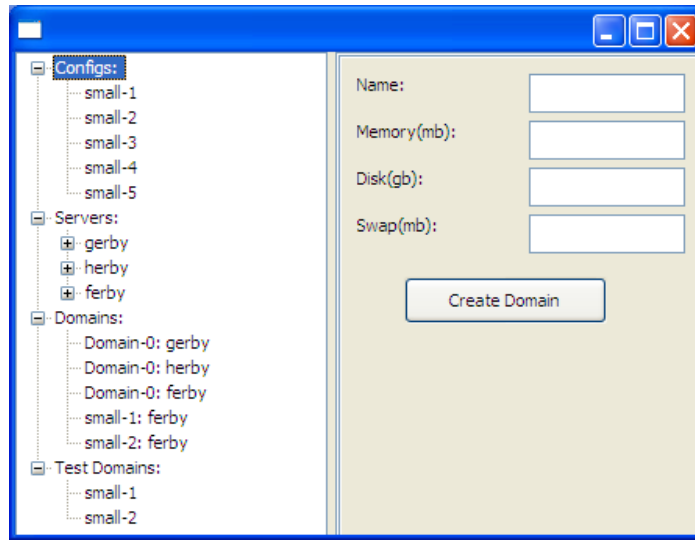 Configs:
small-1
small-2
small-3
small-4
small-5
Servers:
gerby
herby
ferby
Domains:
Domain-0: gerby
Domain-0: herby
Domain-0: ferby
small-1: ferby
small-2: ferby
Test Domains:
small-1
small-2
Name:
Memory(mb):
Disk(gb):
Swap(mb):
Create Domain